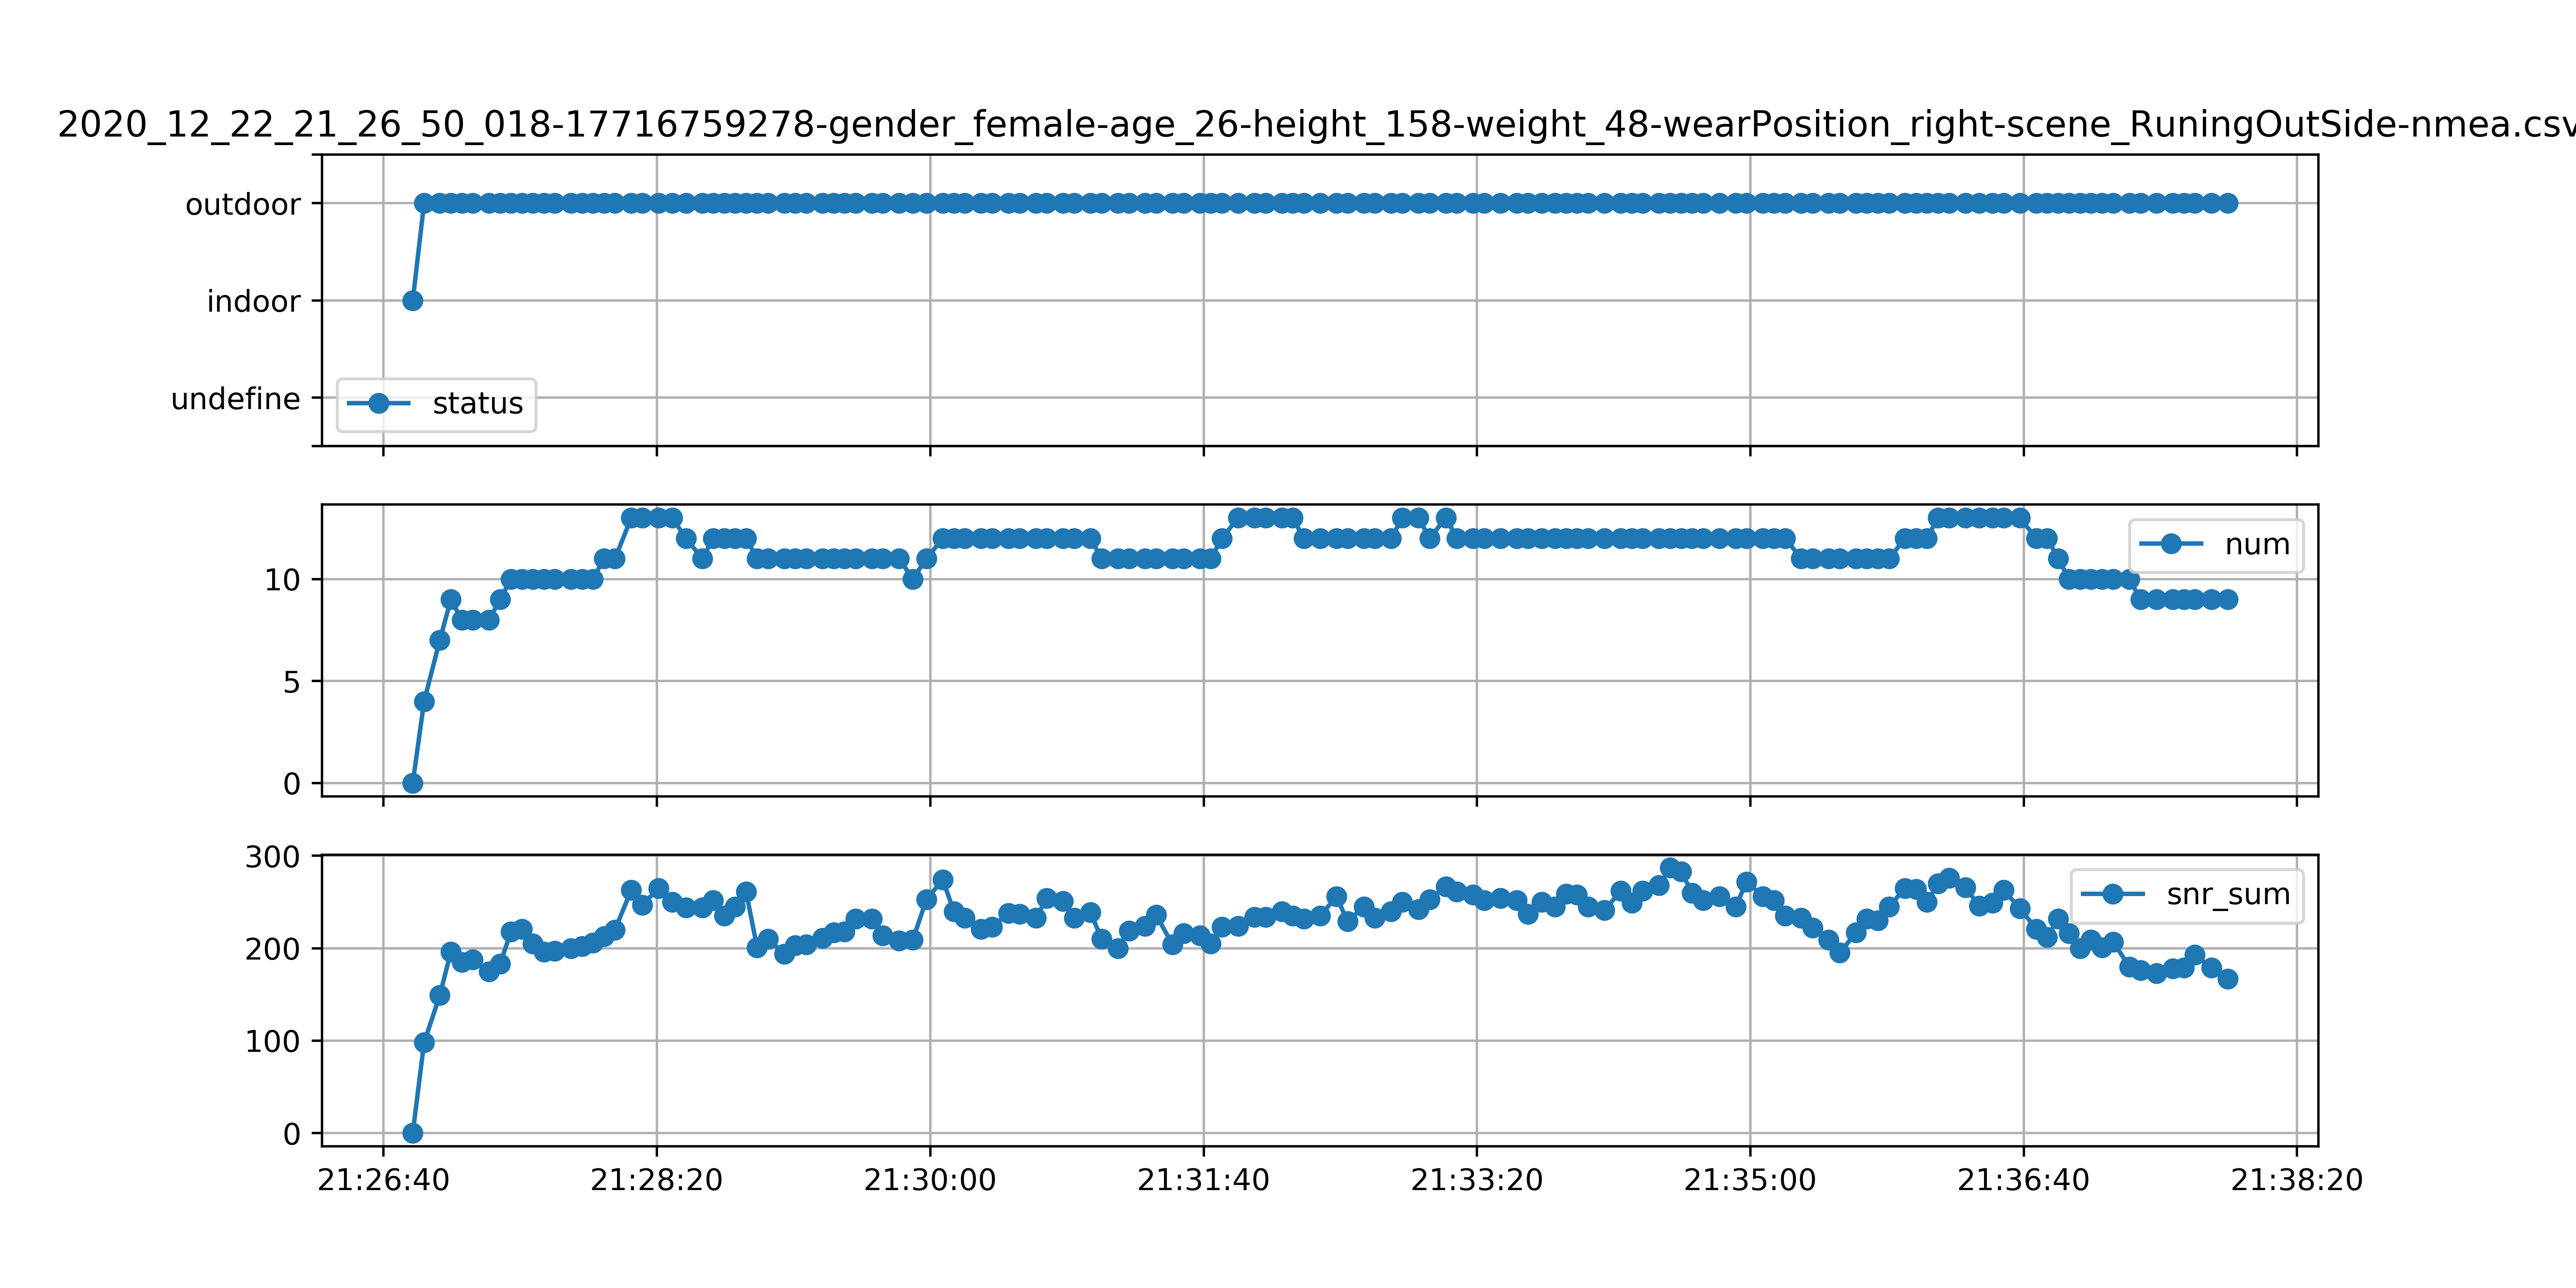 2020_12_22_21_26_50_018-17716759278-gender_female-age_26-height_158-weight_48-wearPosition_right-scene_RuningOutSide-nmea.csv
outdoor
indoor
undefine
status
10
5
0
num
300
200
100
0
snr_sum
21:26:40 21:28:20 21:30:00 21:31:40 21:33:20 21:35:00 21:36:40 21:38:20